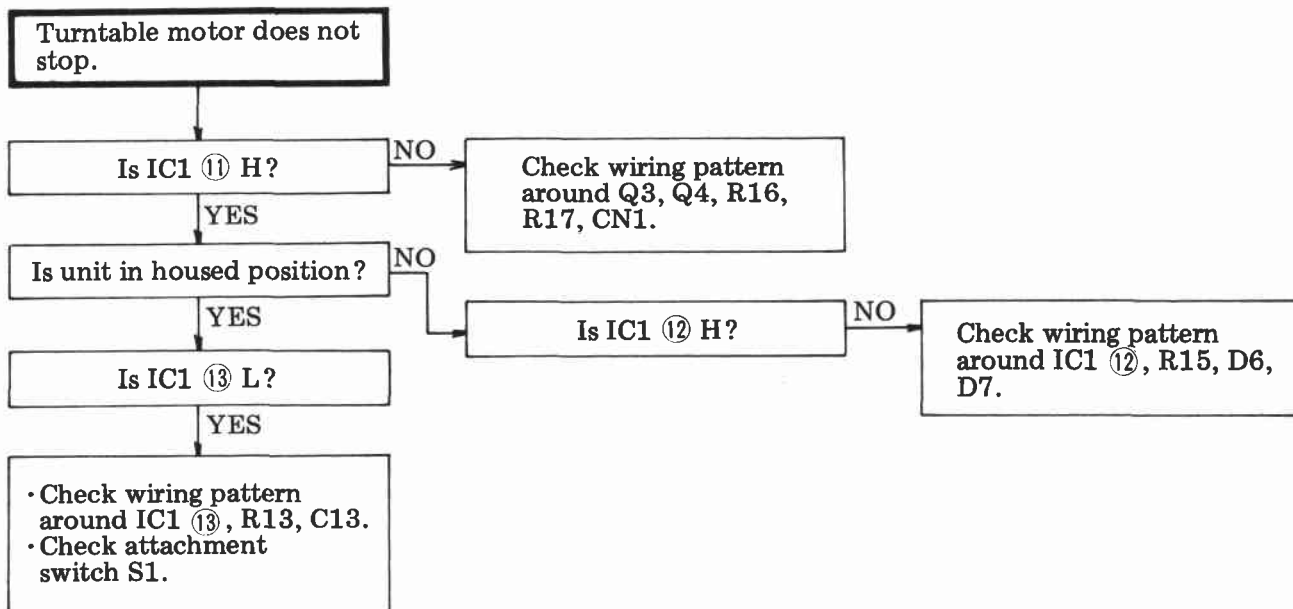 Turntable motor does not
stop.
Is IC1 ⑪ H?
NO
Check wiring pattern
around Q3, Q4, R16,
R17, CN1.
YES
Is unit in housed position?
NO
YES
Is IC1 ⑫ H?
NO
Check wiring pattern
around IC1 ⑫, R15, D6,
D7.
Is IC1 ⑬ L?
YES
·Check wiring pattern
around IC1 ⑬, R13, C13.
·Check attachment
switch S1.